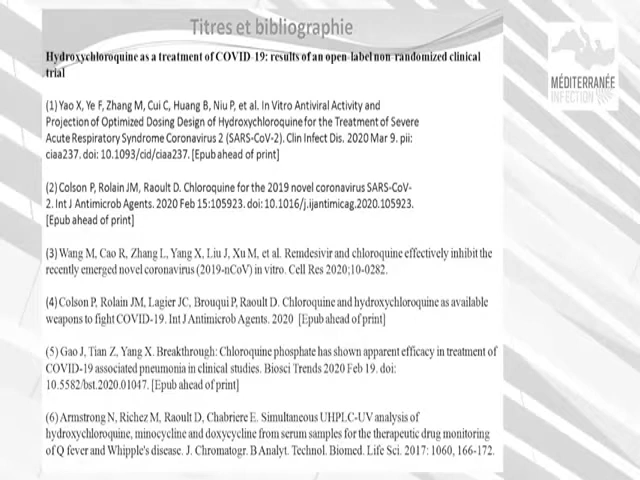 Titres et bibliographie
MÉDITERRANÉE
INFECTION
Hydroxychloroquine as a treatment of COVID-19: results of an open-label non-randomized clinical
trial
(1) Yao X, Ye F, Zhang M, Cui C, Huang B, Niu P, et al. In Vitro Antiviral Activity and
Projection of Optimized Dosing Design of Hydroxychloroquine for the Treatment of Severe
Acute Respiratory Syndrome Coronavirus 2 (SARS-CoV-2). Clin Infect Dis. 2020 Mar 9. pii:
ciaa237. doi: 10.1093/cid/ciaa237. [Epub ahead of print]
(2) Colson P, Rolain JM, Raoult D. Chloroquine for the 2019 novel coronavirus SARS-CoV-
2. Int J Antimicrob Agents. 2020 Feb 15:105923. doi: 10.1016/j.ijantimicag.2020.105923.
[Epub ahead of print]
(3) Wang M, Cao R, Zhang L, Yang X, Liu J, Xu M, et al. Remdesivir and chloroquine effectively inhibit the
recently emerged novel coronavirus (2019-nCoV) in vitro. Cell Res 2020;10-0282.
(4) Colson P, Rolain JM, Lagier JC, Brouqui P, Raoult D. Chloroquine and hydroxychloroquine as available
weapons to fight COVID-19. Int J Antimicrob Agents. 2020 [Epub ahead of print]
(5) Gao J, Tian Z, Yang X. Breakthrough: Chloroquine phosphate has shown apparent efficacy in treatment of
COVID-19 associated pneumonia in clinical studies. Biosci Trends 2020 Feb 19. doi:
10.5582/bst.2020.01047. [Epub ahead of print]
(6) Armstrong N, Richez M, Raoult D, Chabriere E. Simultaneous UHPLC-UV analysis of
hydroxychloroquine, minocycline and doxycycline from serum samples for the therapeutic drug monitoring
of Q fever and Whipple's disease. J. Chromatogr. B Analyt. Technol. Biomed. Life Sci. 2017: 1060, 166-172.